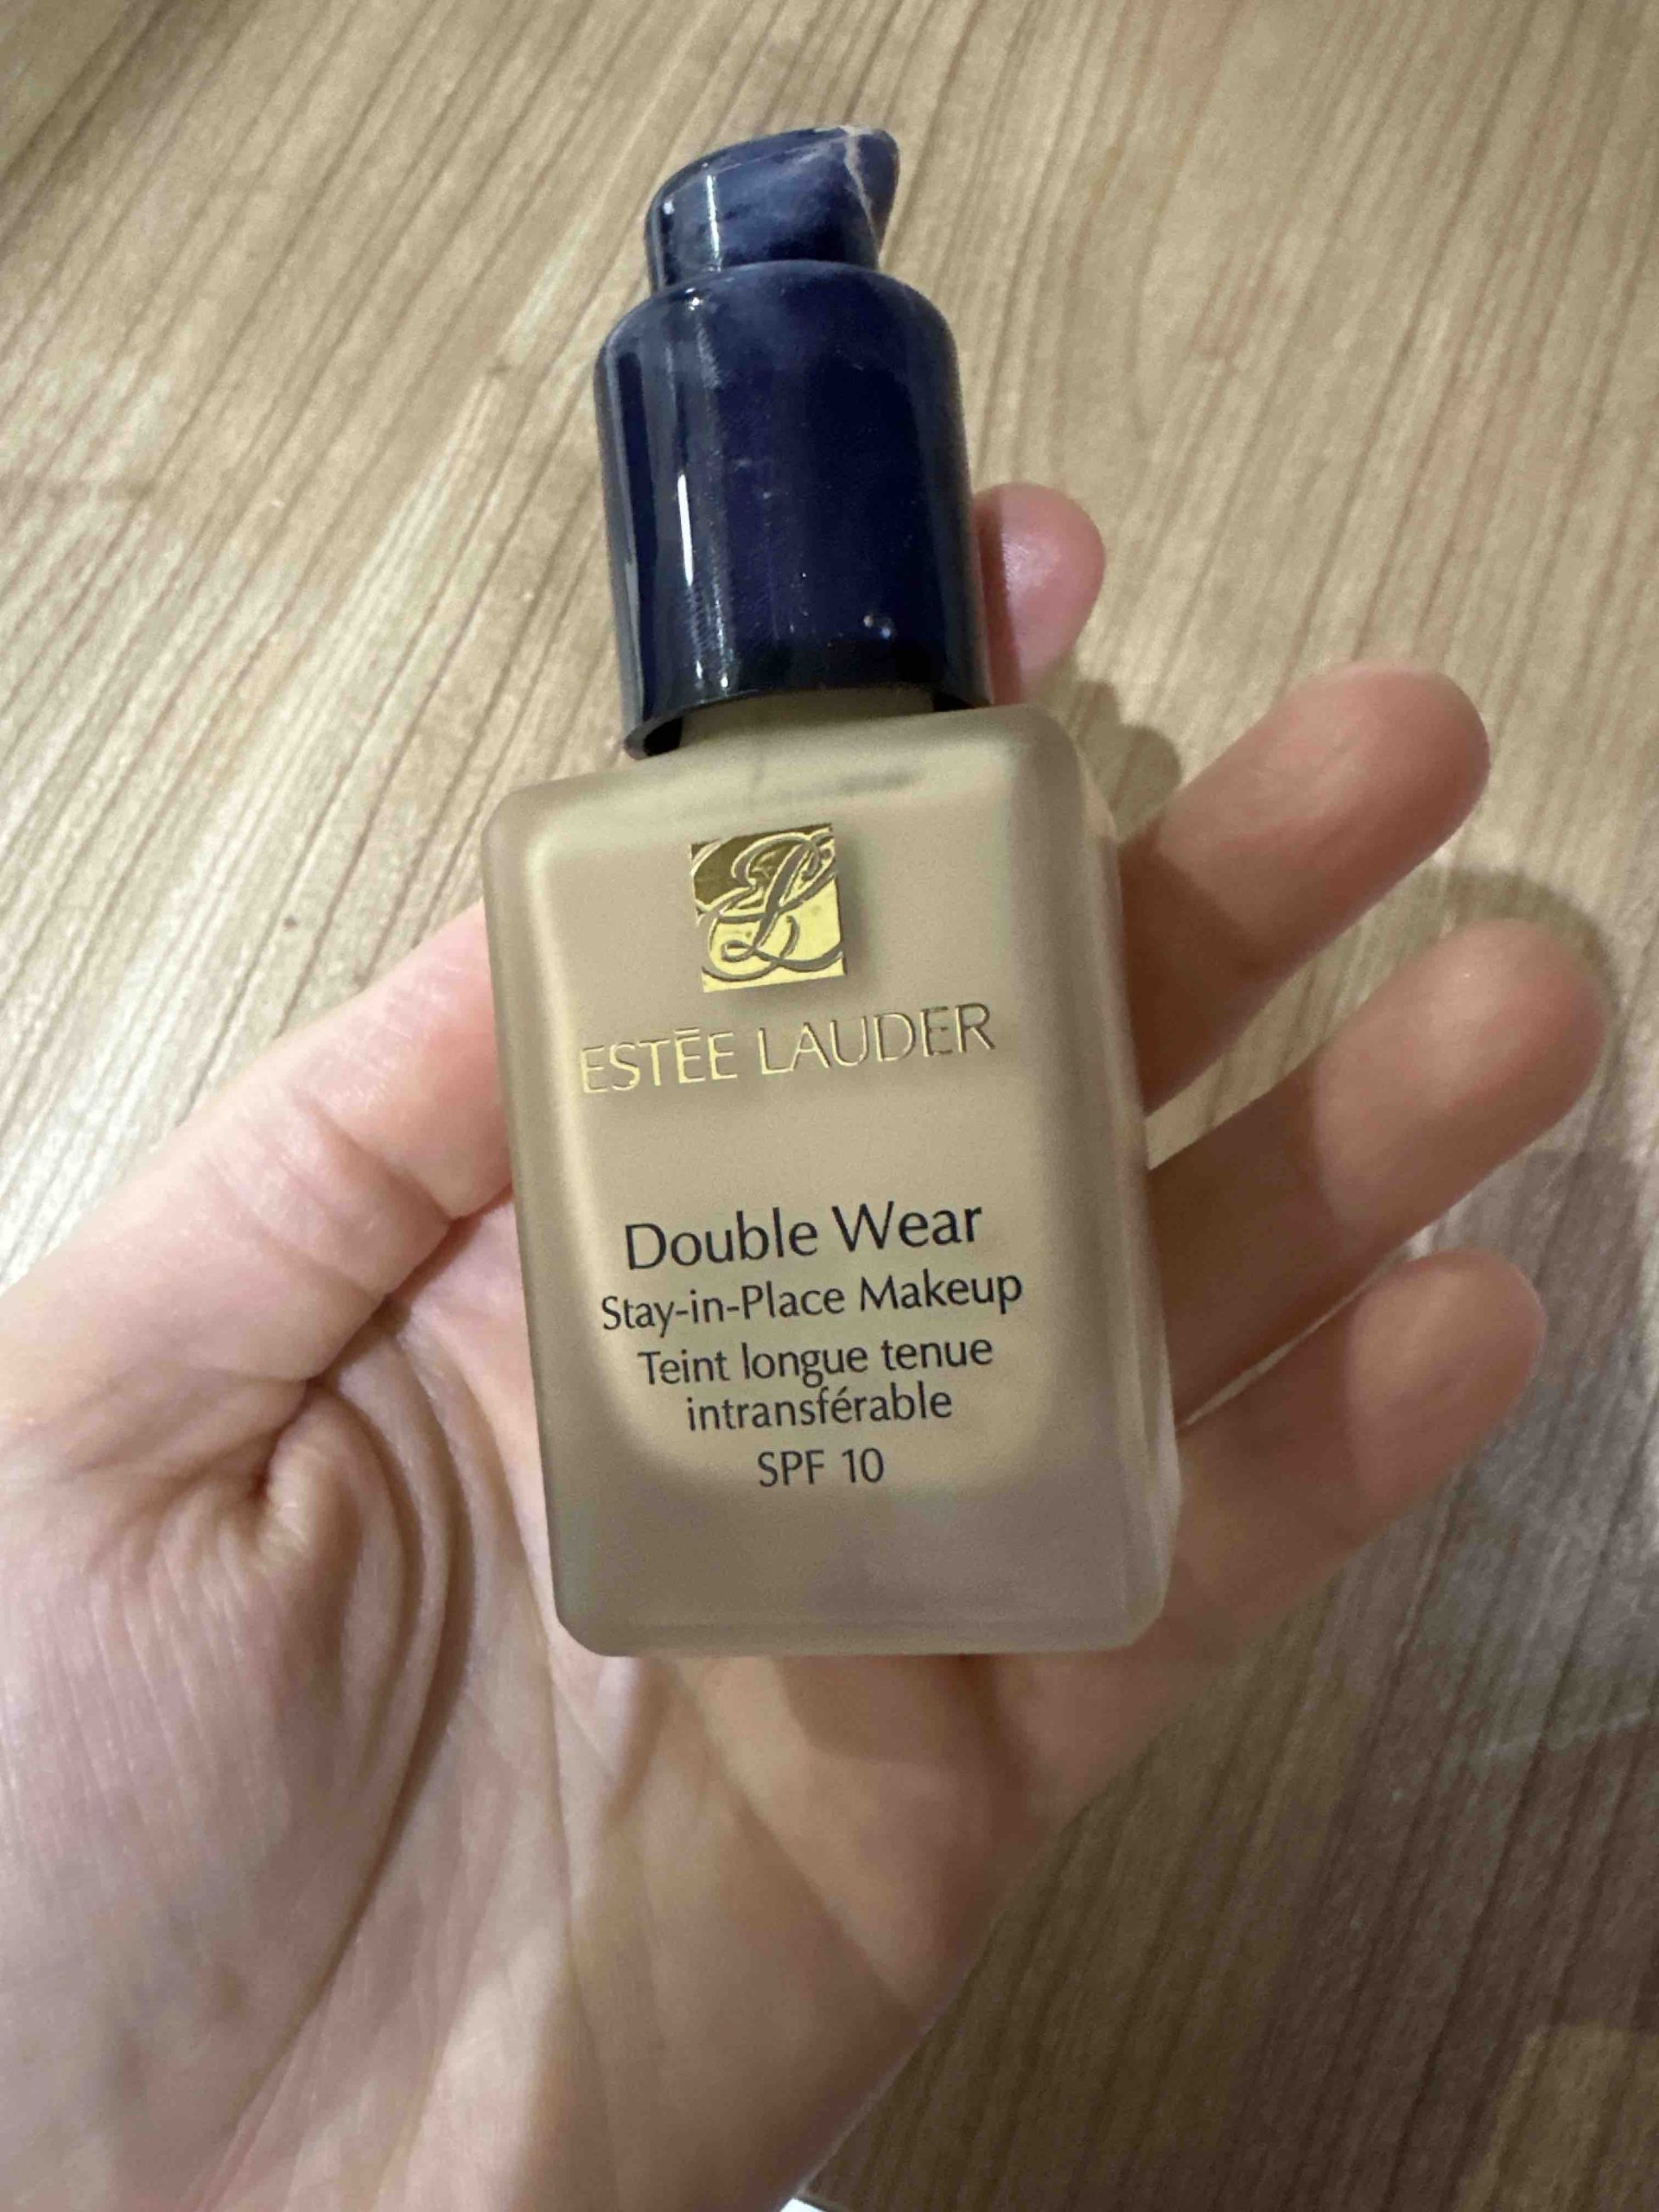 ESTĒE LAUDER
Double Wear
Stay-in-Place Makeup
Teint longue tenue
intransférable
SPF 10